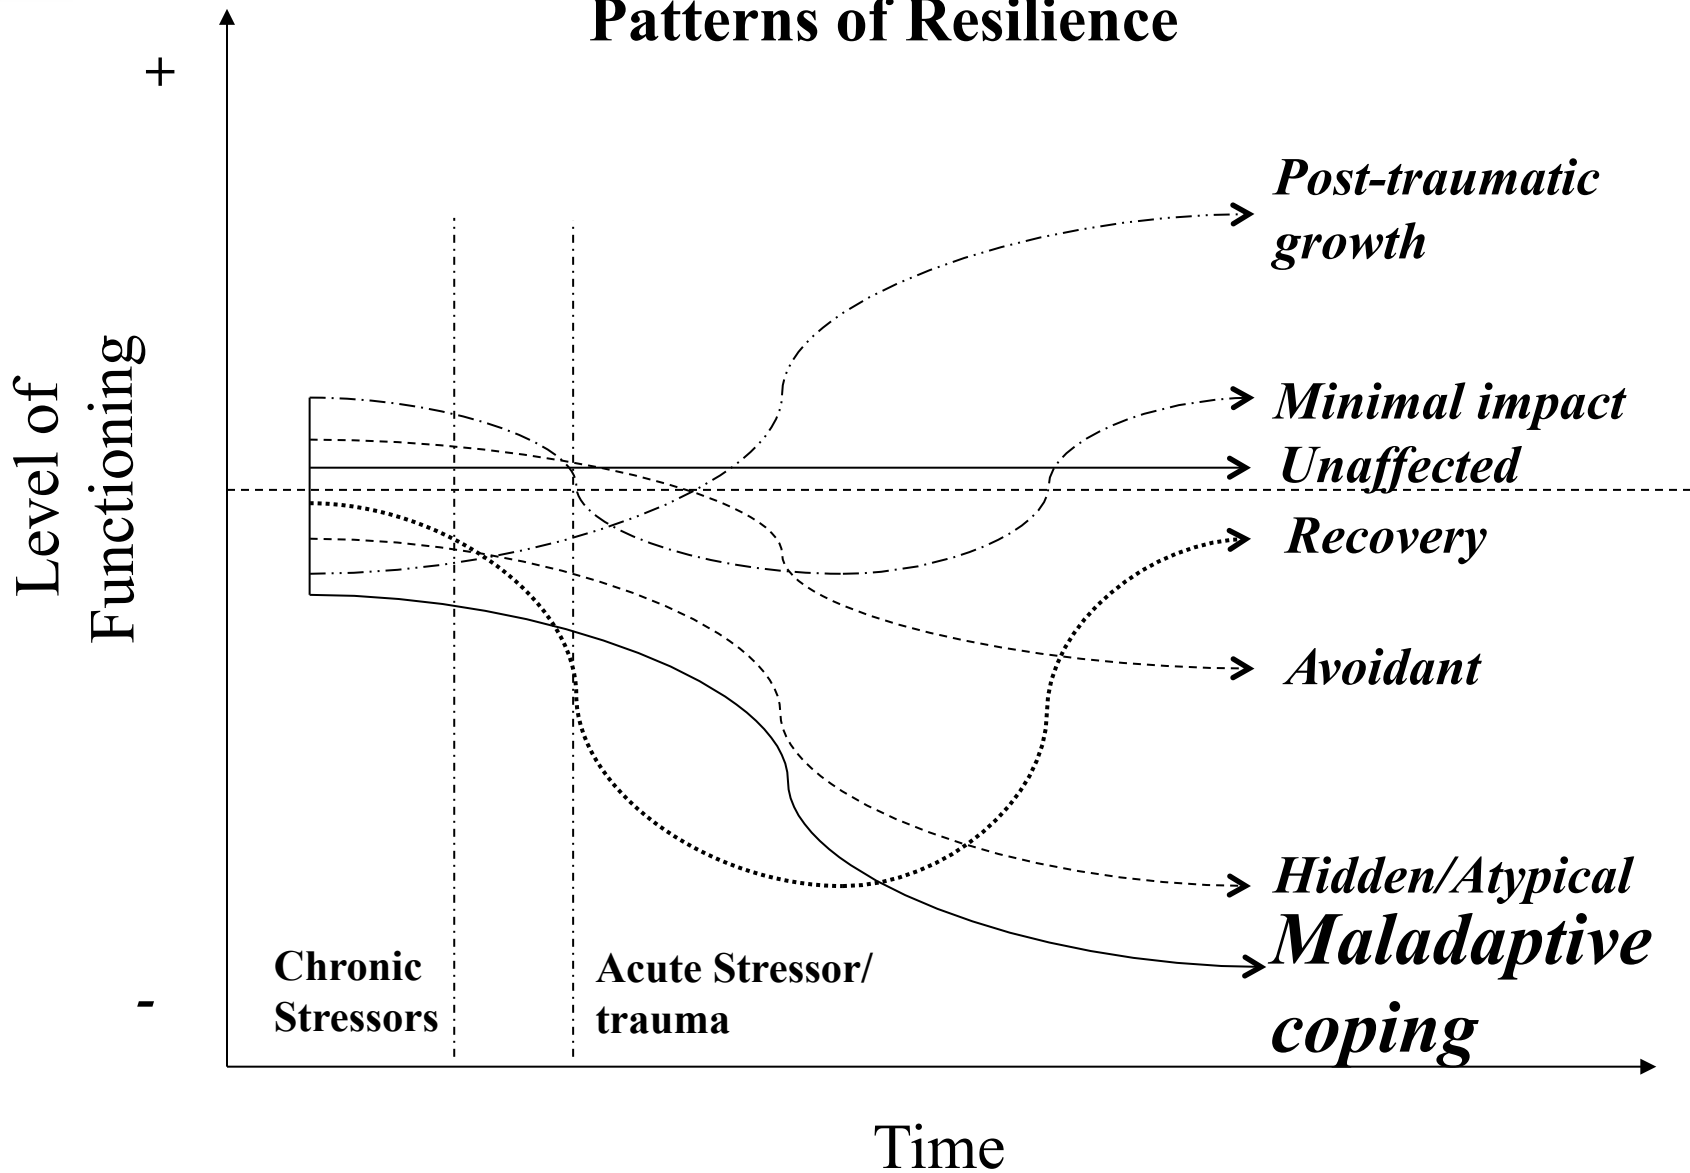 Patterns of Resilience
+
Post-traumatic
growth
Level of
Functioning
Minimal impact
Unaffected
Recovery
Avoidant
Hidden/Atypical
Maladaptive
coping
Chronic
Stressors
Acute Stressor/
trauma
-
Time